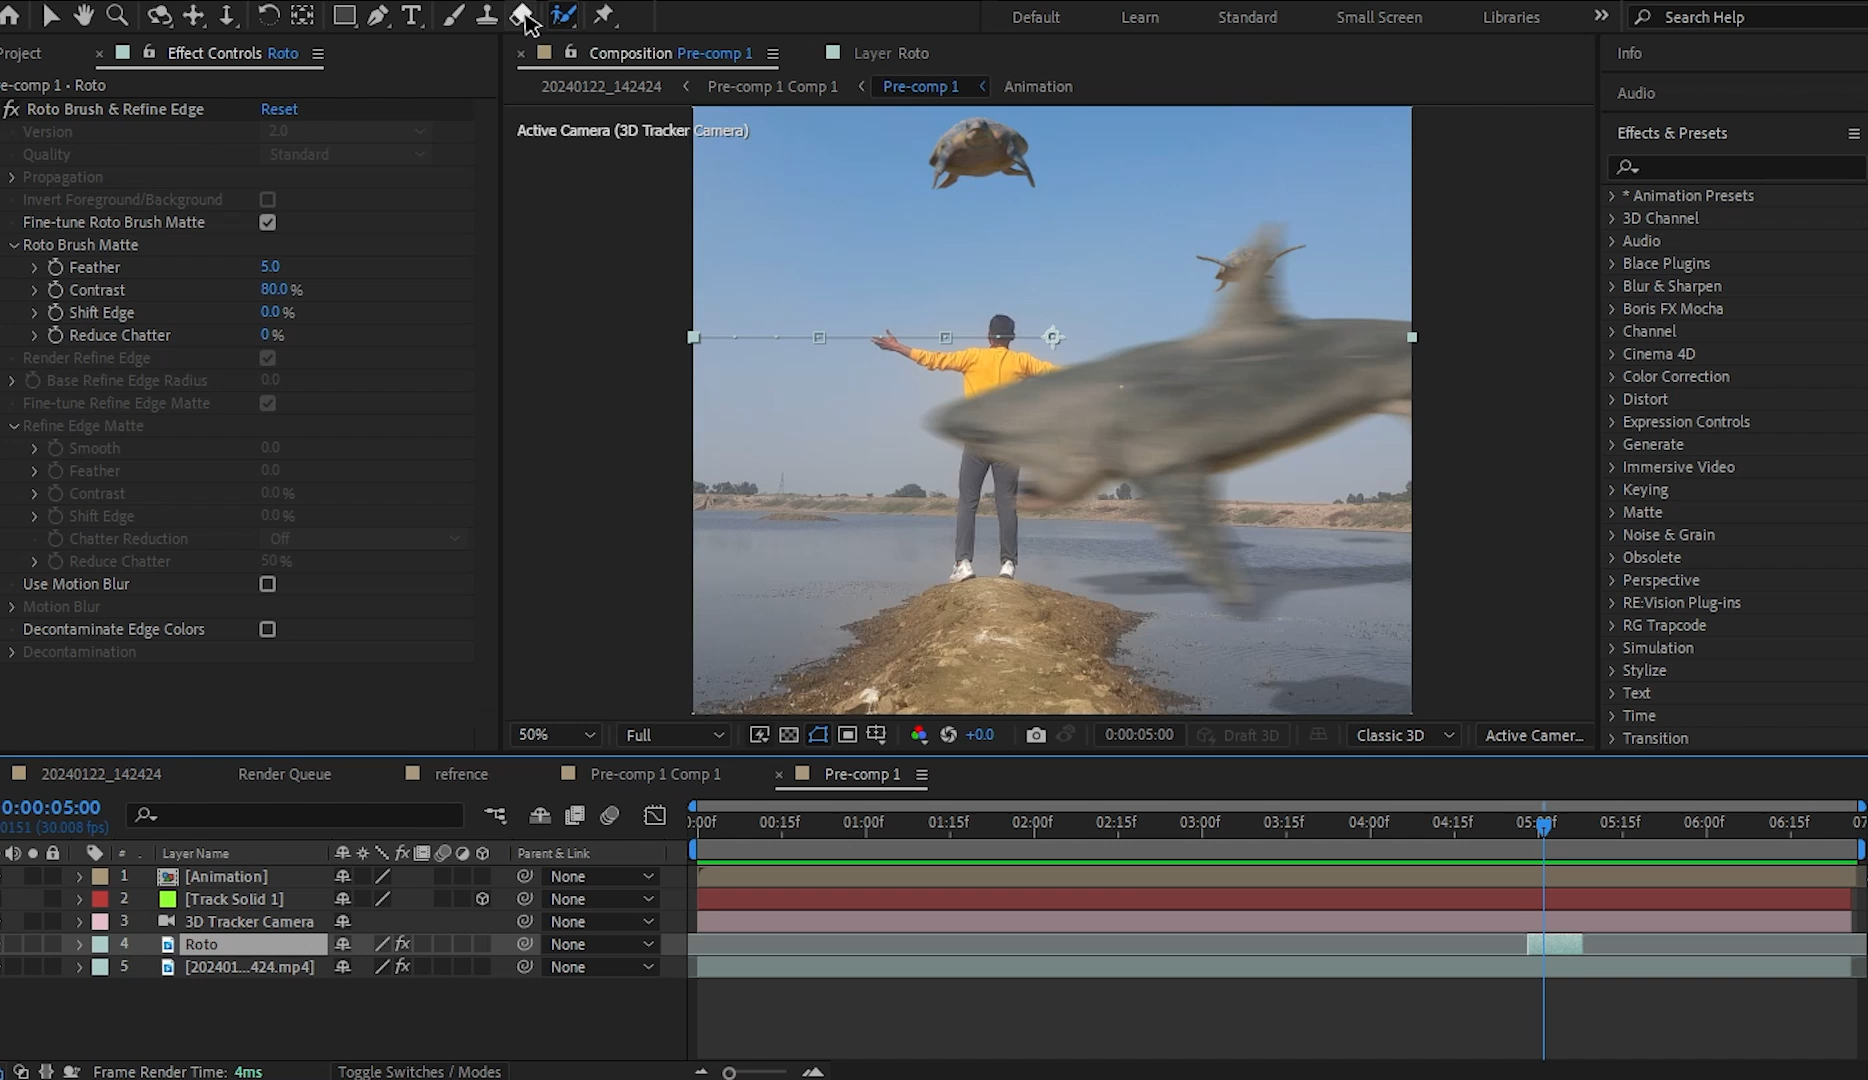 Default Learn Standard Small Screen Libraries Search Help
Project Effect Controls Roto
Pre-comp 1 • Roto
fx Roto Brush & Refine Edge Reset
Version 2.0
Quality Standard
Propagation
Invert Foreground/Background
Fine-tune Roto Brush Matte
Roto Brush Matte
Feather 5.0
Contrast 80.0 %
Shift Edge 0.0 %
Reduce Chatter 0 %
Render Refine Edge
Base Refine Edge Radius 0.0
Fine-tune Refine Edge Matte
Refine Edge Matte
Smooth 0.0
Feather 0.0
Contrast 0.0 %
Shift Edge 0.0 %
Chatter Reduction Off
Reduce Chatter 50 %
Use Motion Blur
Motion Blur
Decontaminate Edge Colors
Decontamination
Composition Pre-comp 1 Layer Roto
20240122_142424 Pre-comp 1 Comp 1 Pre-comp 1 Animation
Active Camera (3D Tracker Camera)
50% Full +0.0 0:00:05:00 Draft 3D Classic 3D Active Camer...
Info
Audio
Effects & Presets
* Animation Presets
3D Channel
Audio
Blace Plugins
Blur & Sharpen
Boris FX Mocha
Channel
Cinema 4D
Color Correction
Distort
Expression Controls
Generate
Immersive Video
Keying
Matte
Noise & Grain
Obsolete
Perspective
RE:Vision Plug-ins
RG Trapcode
Simulation
Stylize
Text
Time
Transition
20240122_142424 Render Queue refrence Pre-comp 1 Comp 1 Pre-comp 1
0:00:05:00
0151 (30.008 fps)
:00f 00:15f 01:00f 01:15f 02:00f 02:15f 03:00f 03:15f 04:00f 04:15f 05:00f 05:15f 06:00f 06:15f 07
# Layer Name fx Parent & Link
1 [Animation] None
2 [Track Solid 1] None
3 3D Tracker Camera None
4 Roto fx None
5 [202401...424.mp4] fx None
Frame Render Time: 4ms Toggle Switches / Modes